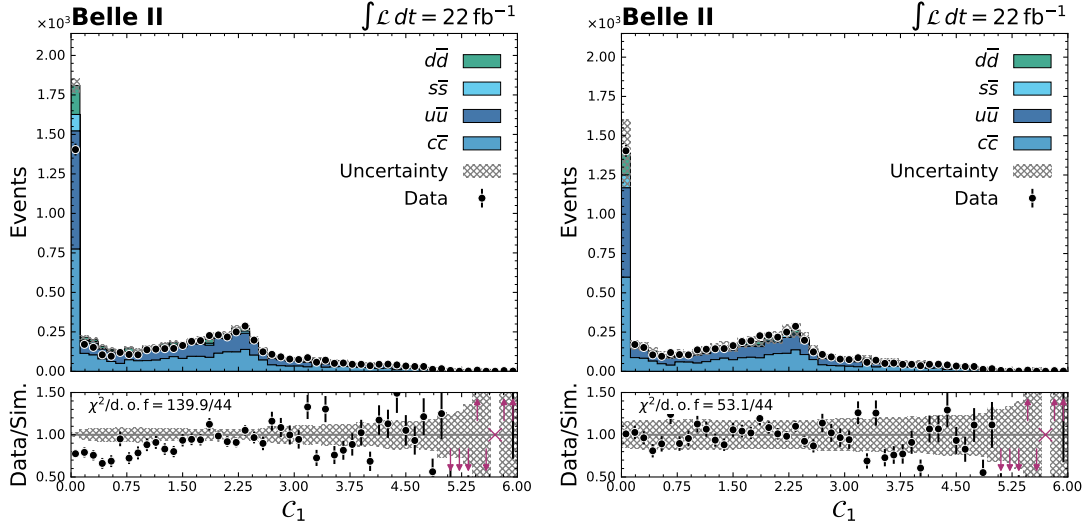 ×10³ Belle II ∫ℒ dt = 22 fb⁻¹
2.00
1.75
1.50
1.25
1.00
0.75
0.50
0.25
0.00
Events
dd̅
ss̅
uu̅
cc̅
Uncertainty
Data
1.50
1.00
0.50
Data/Sim.
χ²/d. o. f = 139.9/44
0.00 0.75 1.50 2.25 3.00 3.75 4.50 5.25 6.00
𝒞₁
×10³ Belle II ∫ℒ dt = 22 fb⁻¹
2.00
1.75
1.50
1.25
1.00
0.75
0.50
0.25
0.00
Events
dd̅
ss̅
uu̅
cc̅
Uncertainty
Data
1.50
1.00
0.50
Data/Sim.
χ²/d. o. f = 53.1/44
0.00 0.75 1.50 2.25 3.00 3.75 4.50 5.25 6.00
𝒞₁